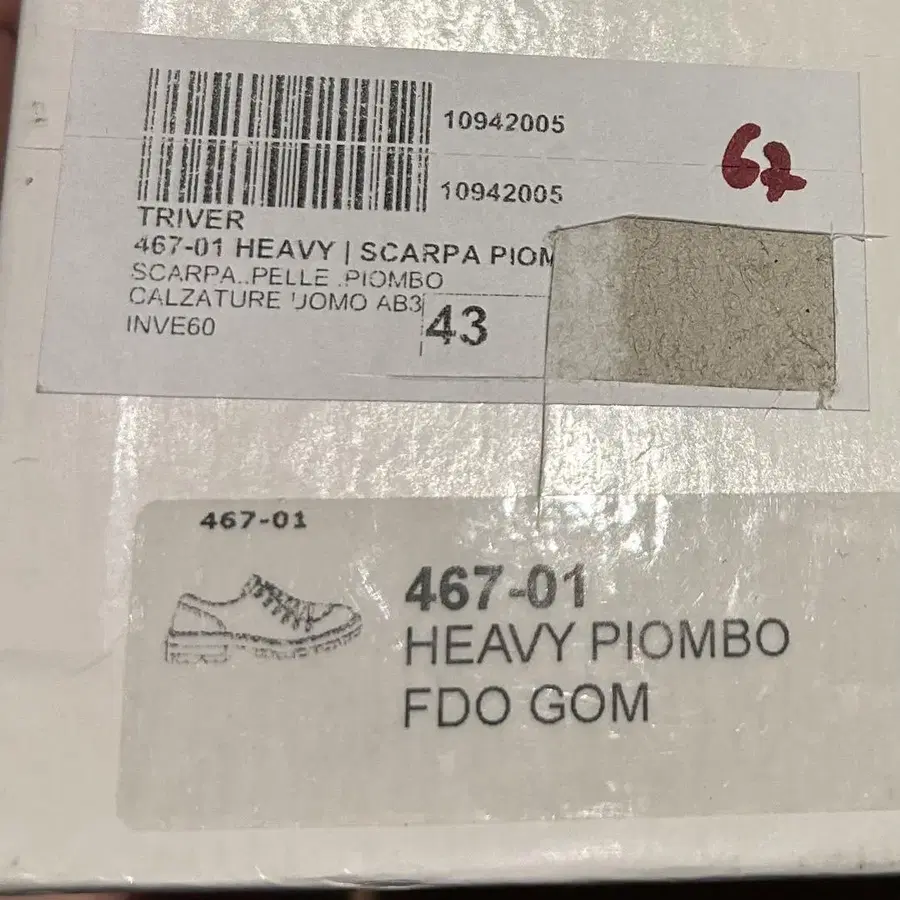 10942005
10942005
67
TRIVER
467-01 HEAVY | SCARPA PIOM
SCARPA..PELLE .PIOMBO
CALZATURE UOMO AB3
43
INVE60
467-01
467-01
HEAVY PIOMBO
FDO GOM